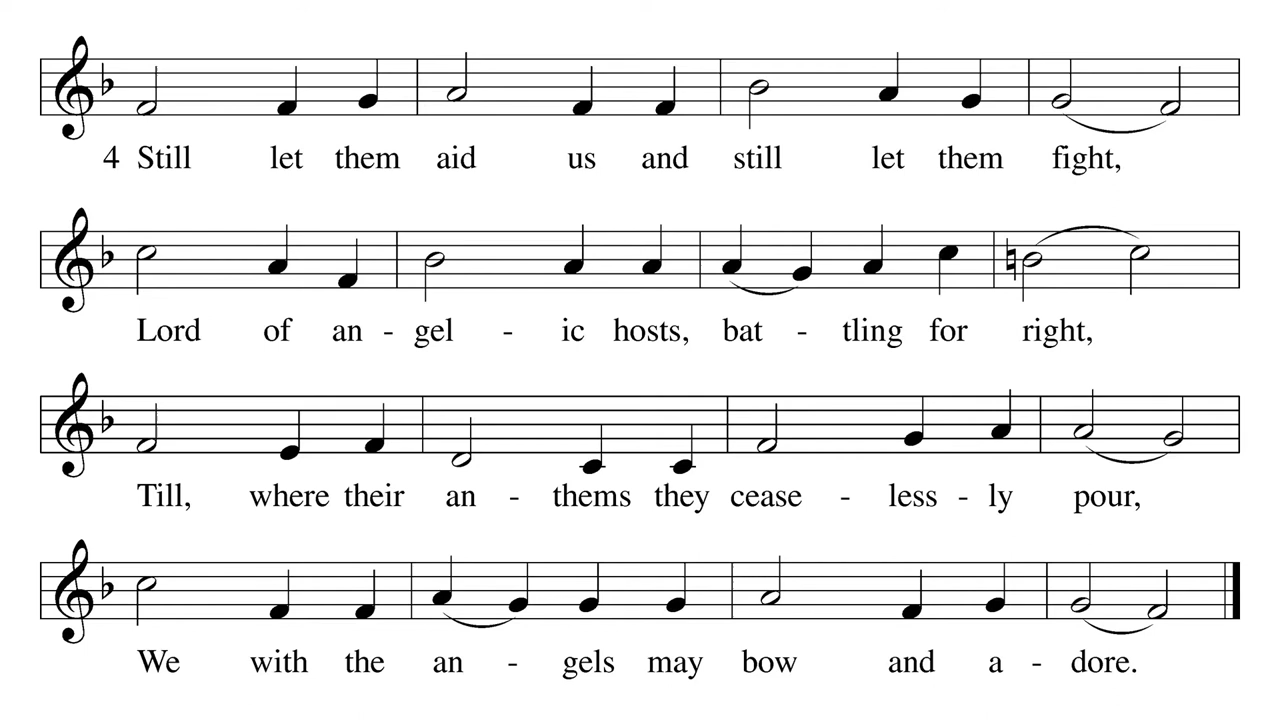 4 Still let them aid us and still let them fight,
Lord of an - gel - ic hosts, bat - tling for right,
Till, where their an - thems they cease - less - ly pour,
We with the an - gels may bow and a - dore.